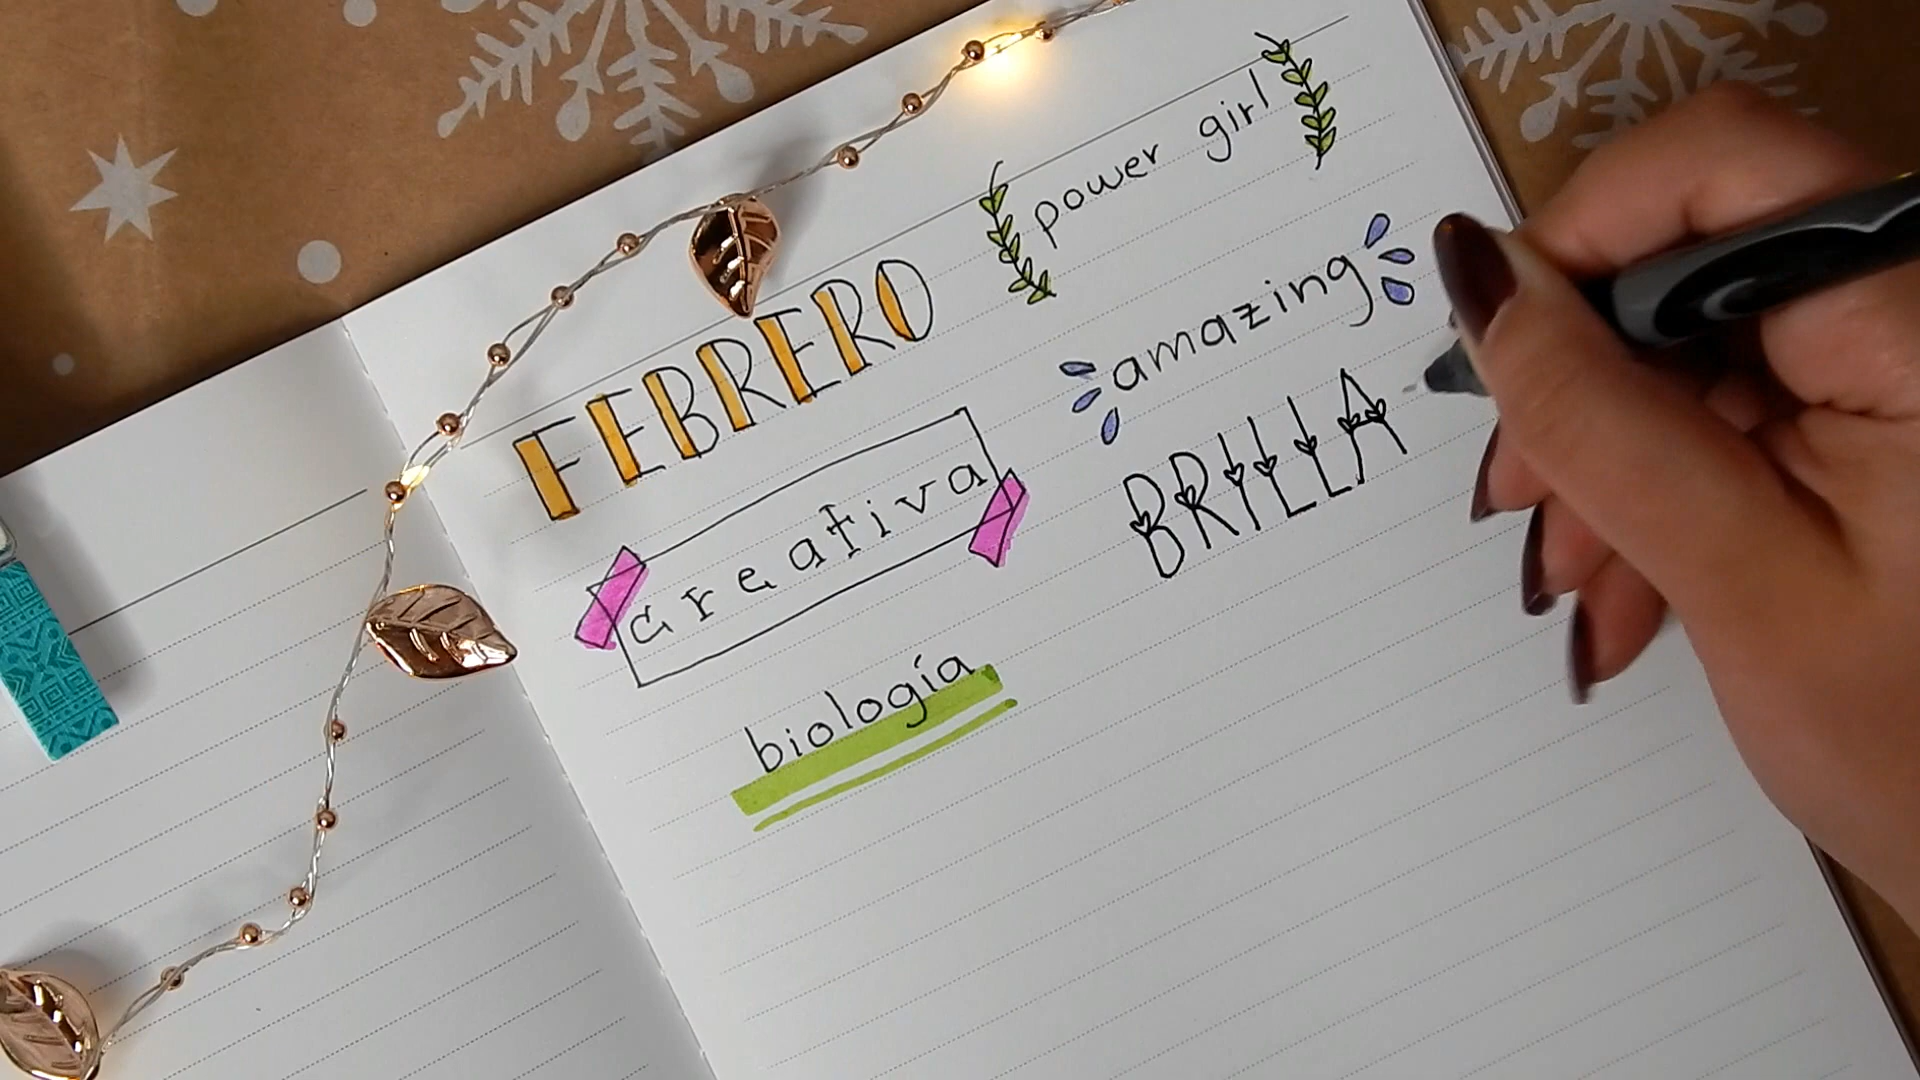 FEBRERO
creativa
biología
power girl
amazing
BRILLA